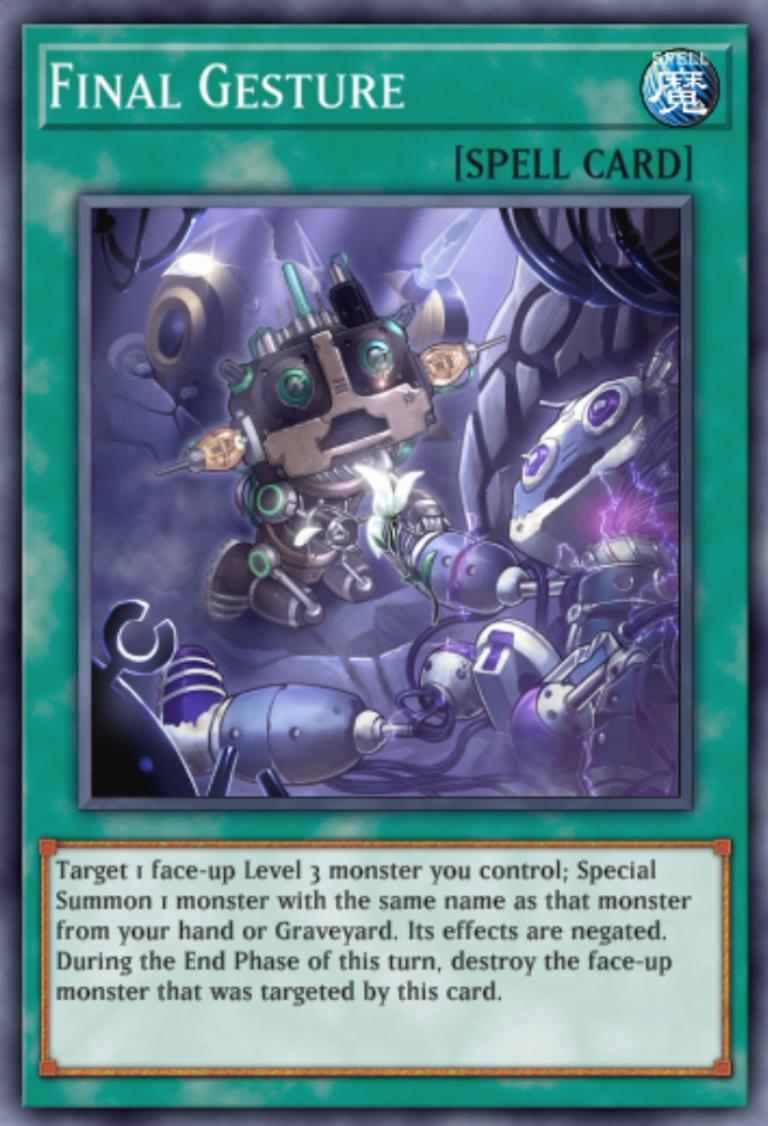 FINAL GESTURE
SPELL
魔
[SPELL CARD]
Target 1 face-up Level 3 monster you control; Special
Summon 1 monster with the same name as that monster
from your hand or Graveyard. Its effects are negated.
During the End Phase of this turn, destroy the face-up
monster that was targeted by this card.